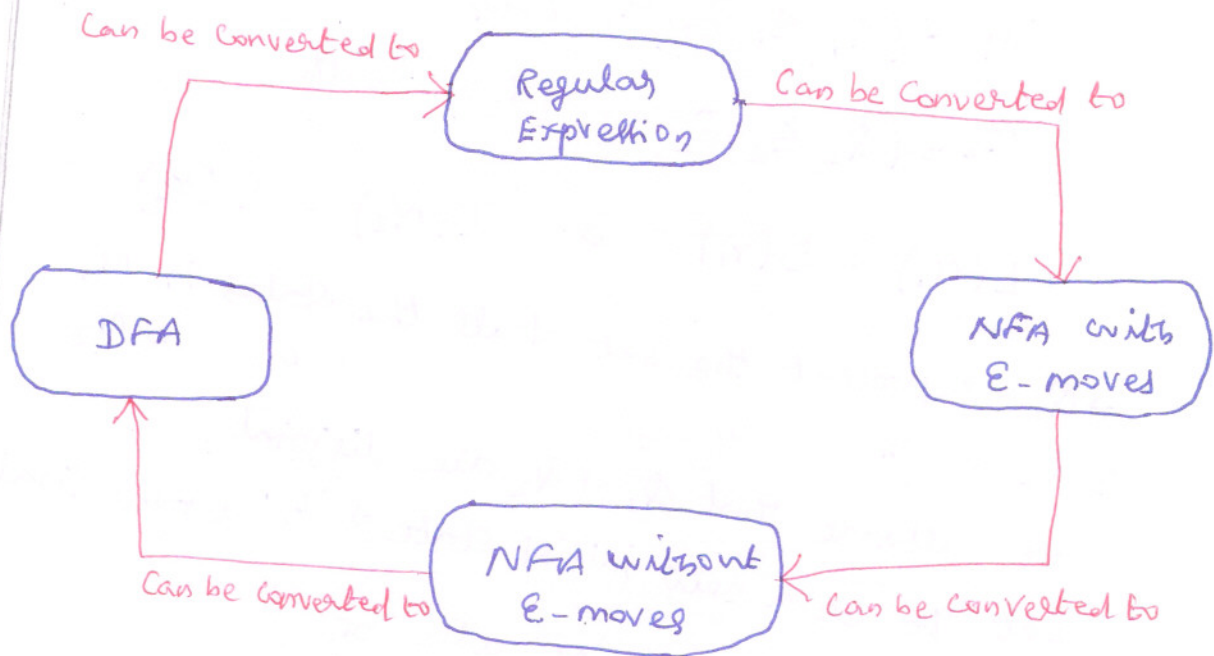 Can be Converted to
Regular
Expression
Can be Converted to
DFA
NFA with
ε-moves
NFA without
ε-moves
Can be converted to
Can be converted to